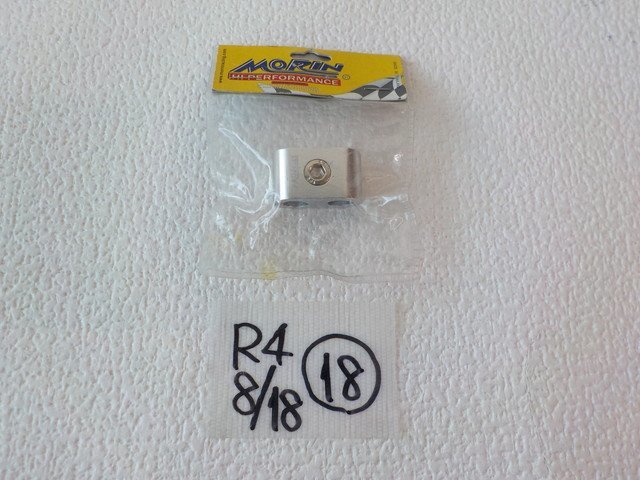 MORIN
HI-PERFORMANCE
R4
8/18
18